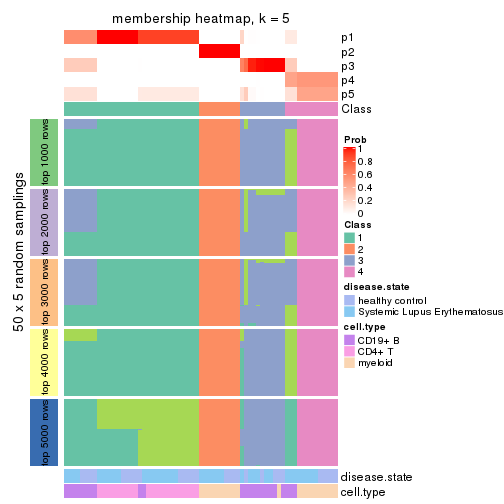 membership heatmap, k = 5
p1
p2
p3
p4
p5
Class
50 x 5 random samplings
top 1000 rows
top 2000 rows
top 3000 rows
top 4000 rows
top 5000 rows
disease.state
cell.type
Prob
1
0.8
0.6
0.4
0.2
0
Class
1
2
3
4
disease.state
healthy control
Systemic Lupus Erythematosus
cell.type
CD19+ B
CD4+ T
myeloid